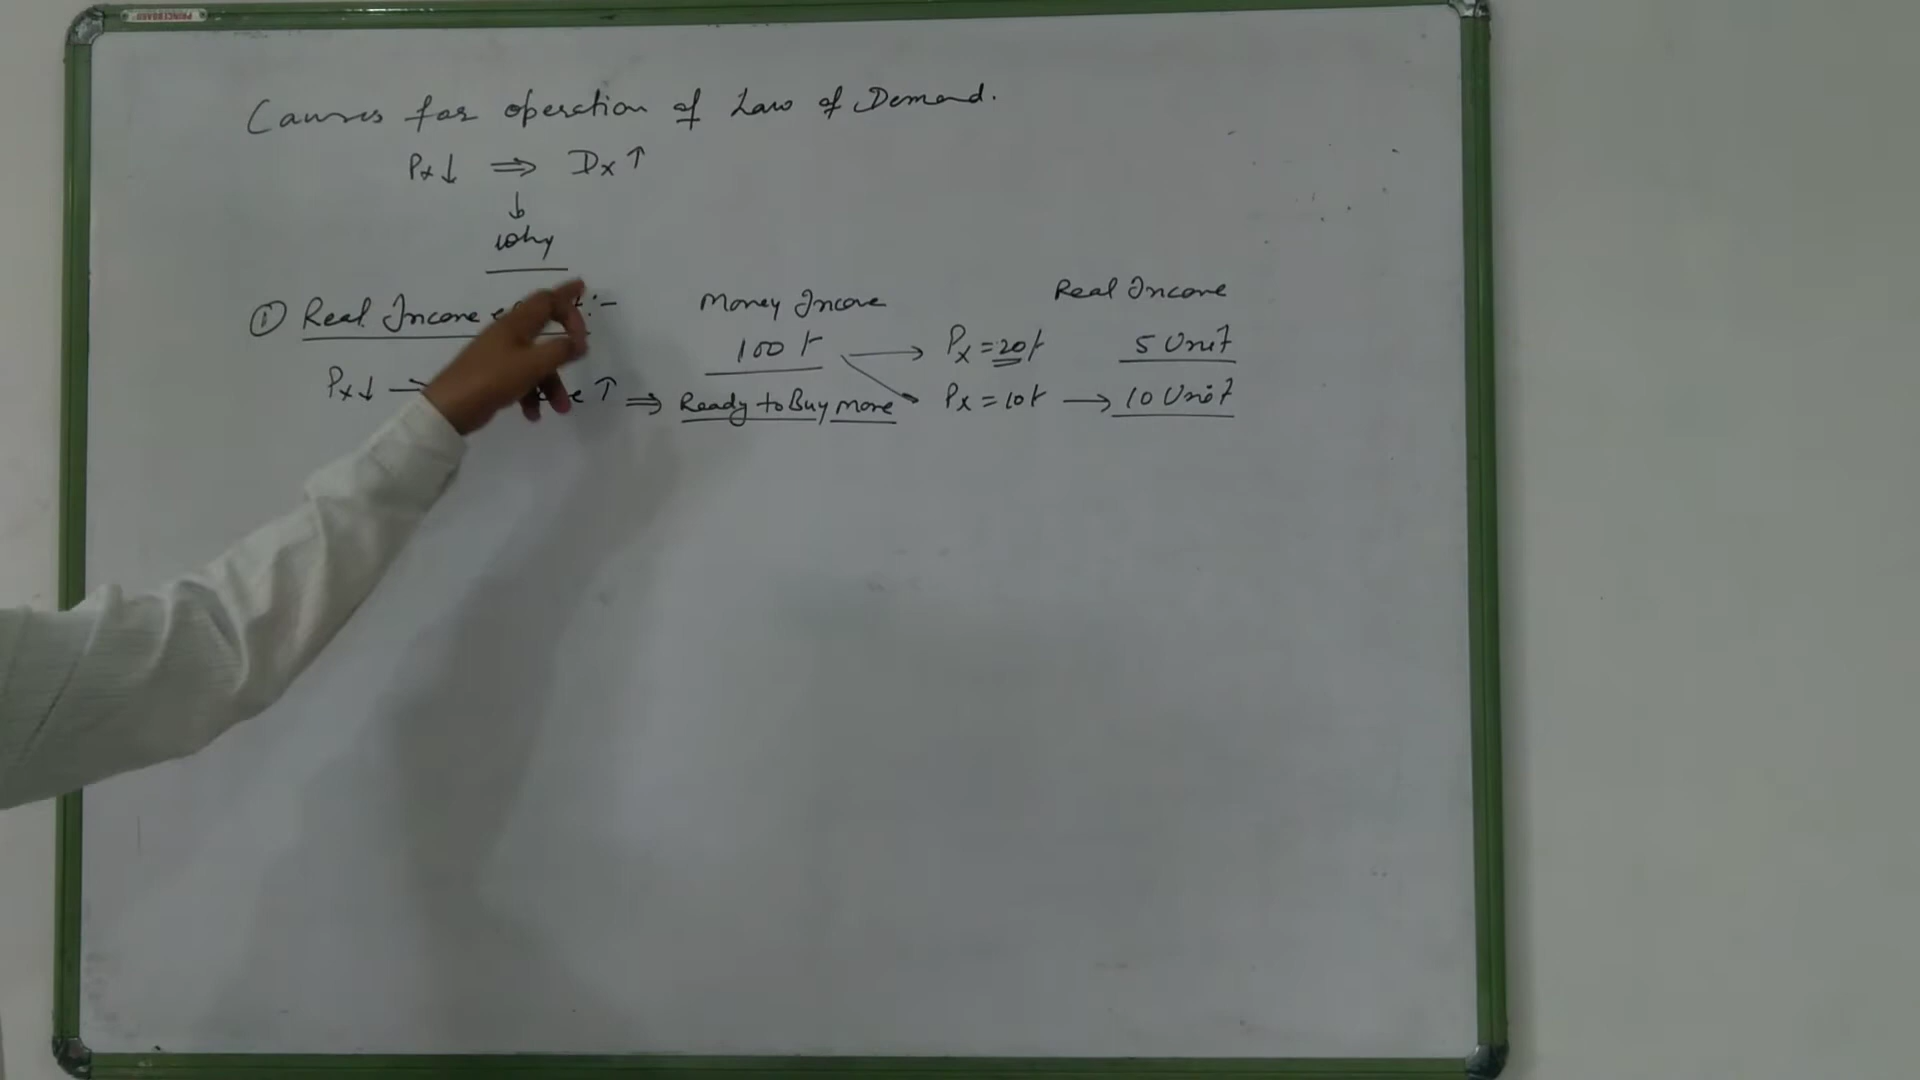 Causes for operation of Law of Demand.
Px↓ ⇒ Dx↑
↓
why
① Real Income :-
Money Income
Real Income
100 ₹ → Px = 20 ₹ 5 Unit
Px↓ → ↑ ⇒ Ready to Buy more Px = 10 ₹ → 10 Unit